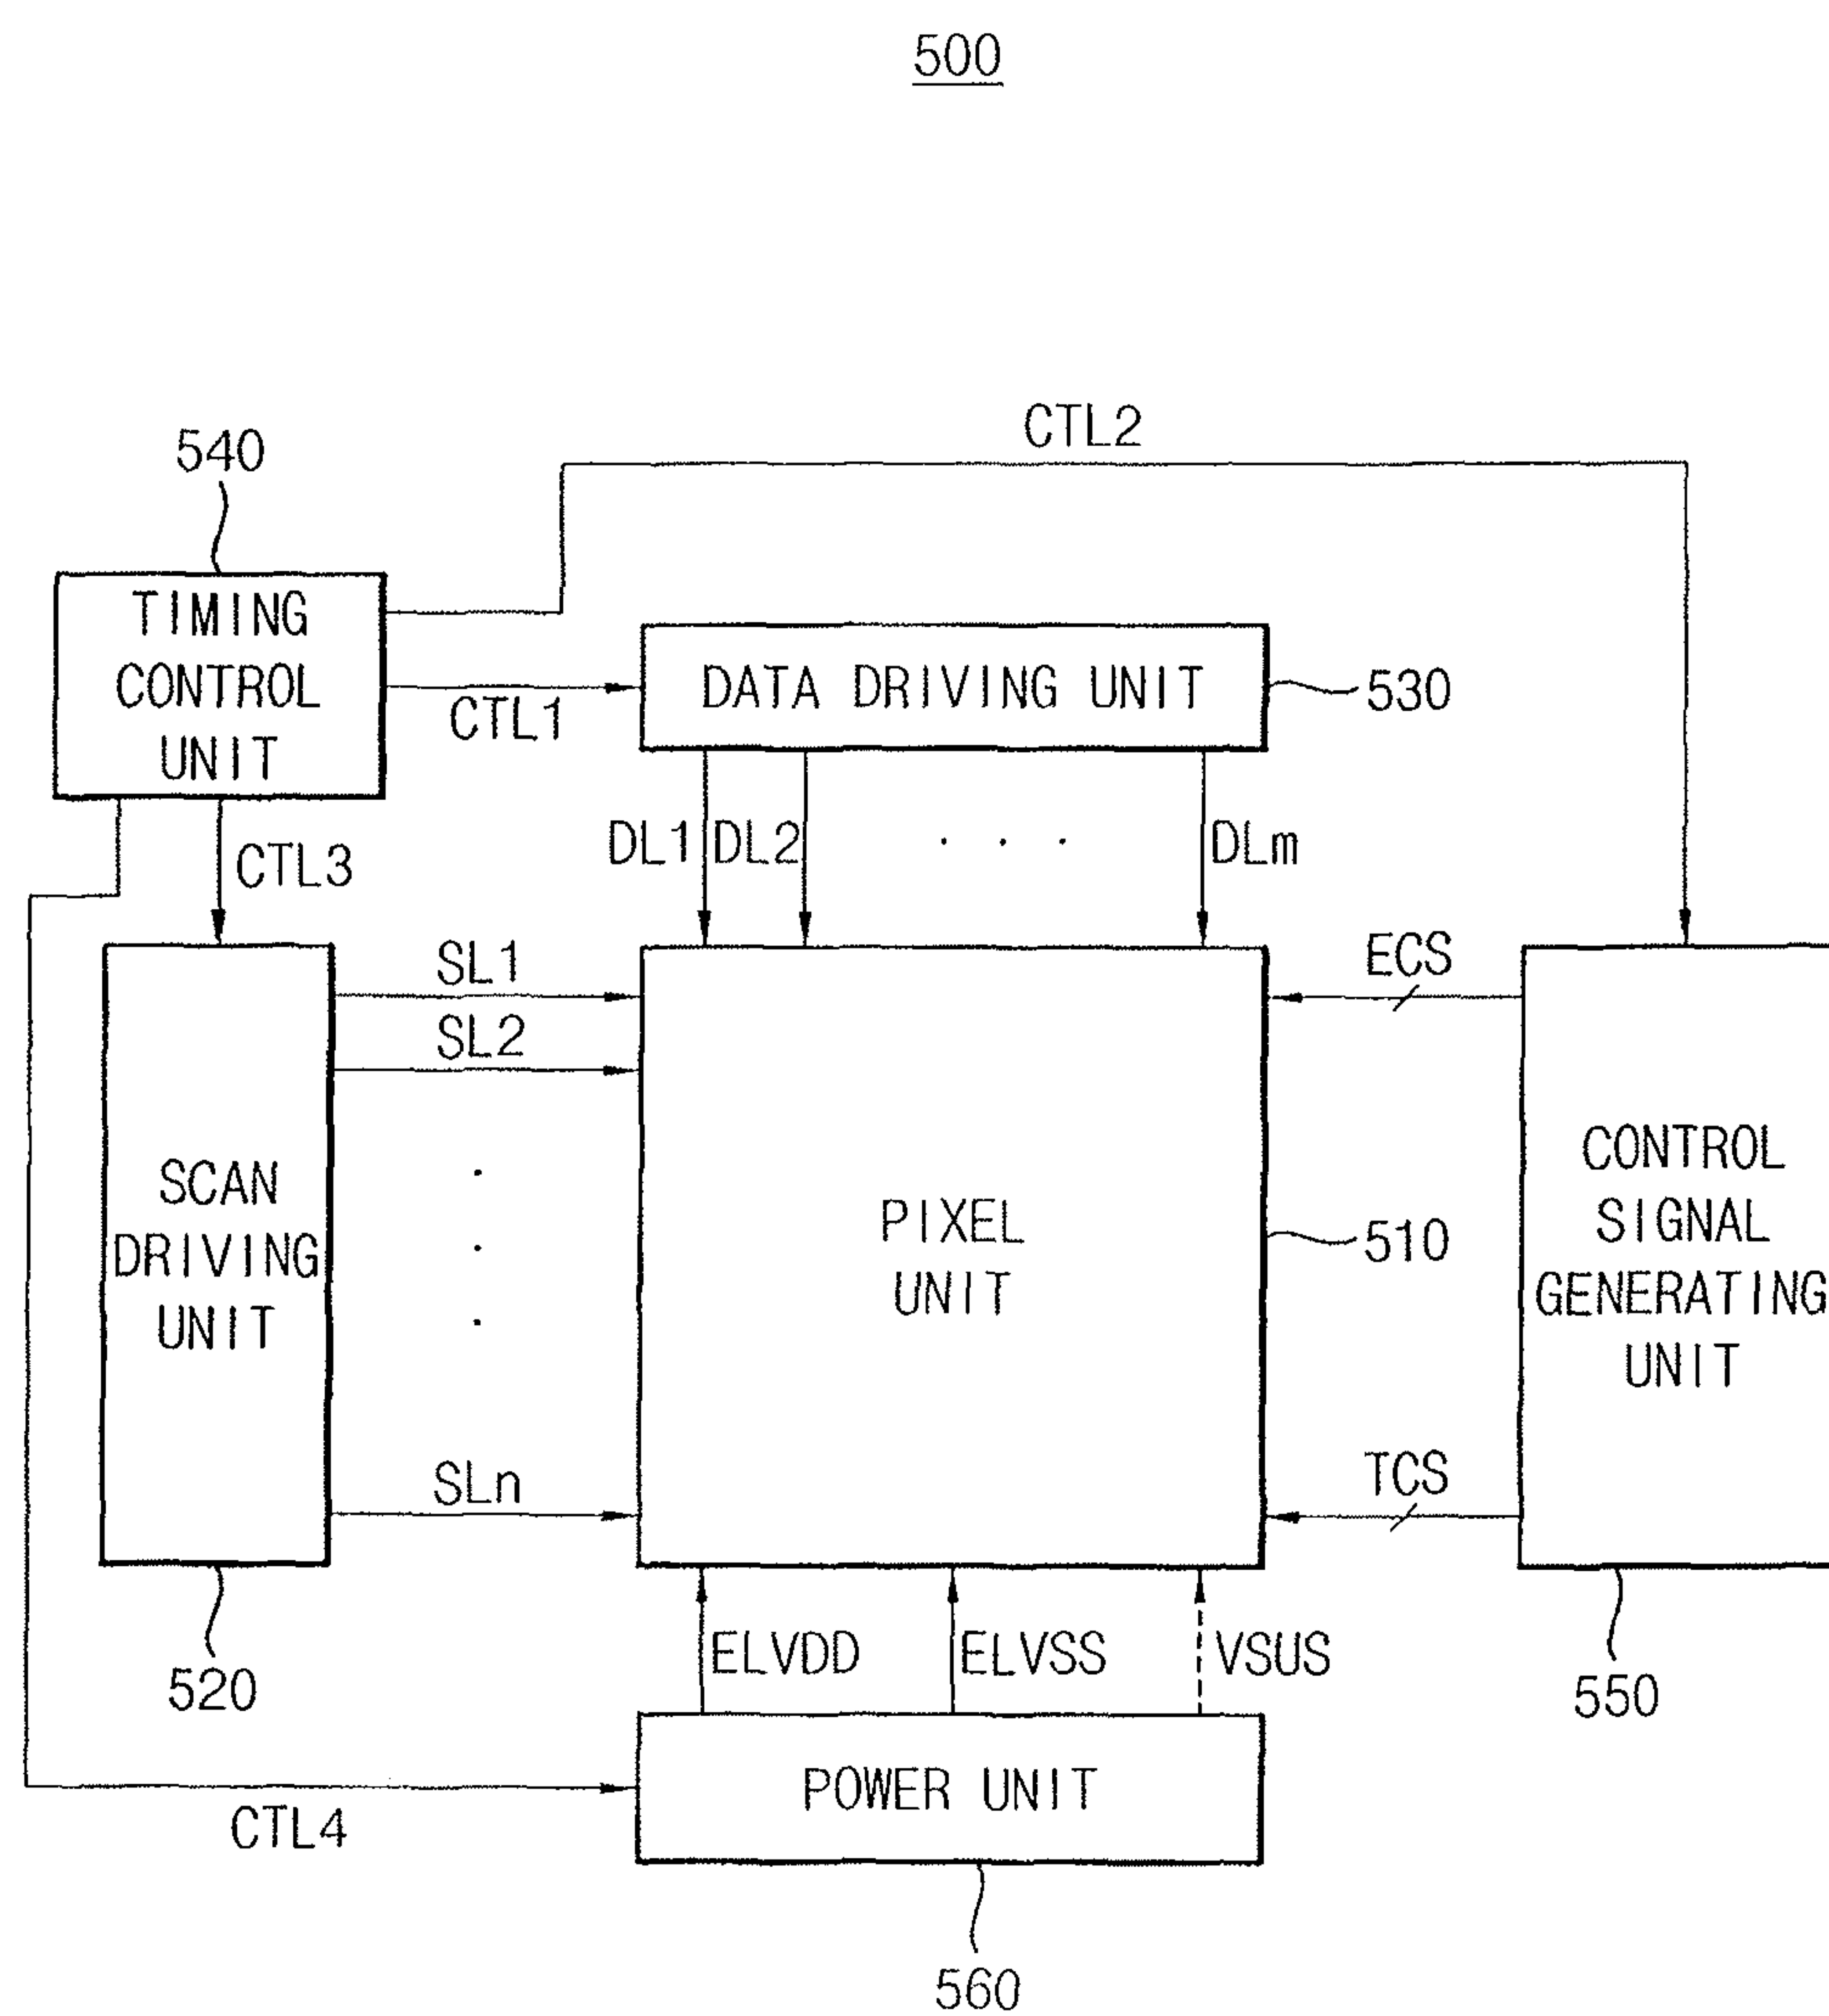 500
CTL2
540
TIMING
CONTROL
UNIT
DATA DRIVING UNIT
530
CTL1
DL1
DL2
. . .
DLm
CTL3
SL1
ECS
SL2
SCAN
DRIVING
UNIT
.
.
.
PIXEL
UNIT
510
CONTROL
SIGNAL
GENERATING
UNIT
SLn
TCS
ELVDD
ELVSS
VSUS
520
550
POWER UNIT
CTL4
560